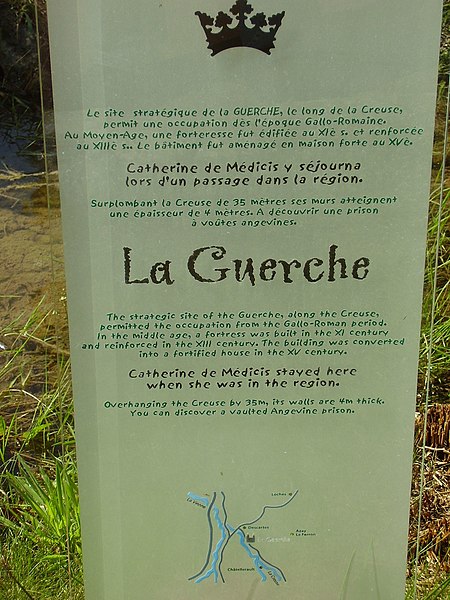 Le site stratégique de la GUERCHE, le long de la Creuse,
permit une occupation dès l'époque Gallo-Romaine.
Au Moyen-Age, une forteresse fut édifiée au XIè s. et renforcée
au XIIIè s.. Le bâtiment fut aménagé en maison forte au XVè.
Catherine de Médicis y séjourna
lors d'un passage dans la région.
Surplombant la Creuse de 35 mètres ses murs atteignent
une épaisseur de 4 mètres. A découvrir une prison
à voûtes angevines.
La Guerche
The strategic site of the Guerche, along the Creuse,
permitted the occupation from the Gallo-Roman period.
In the middle age, a fortress was built in the XI century
and reinforced in the XIII century. The building was converted
into a fortified house in the XV century.
Catherine de Médicis stayed here
when she was in the region.
Overhanging the Creuse by 35m, its walls are 4m thick.
You can discover a vaulted Angevine prison.
Loches
La Vienne
Descartes
La Guerche
Azay
Le Ferron
Châtellerault